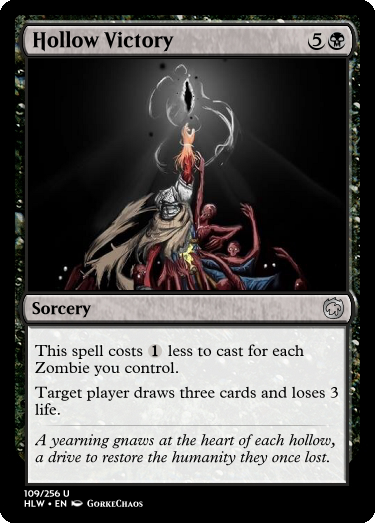 Hollow Victory 5
Sorcery
This spell costs 1 less to cast for each
Zombie you control.
Target player draws three cards and loses 3
life.
A yearning gnaws at the heart of each hollow,
a drive to restore the humanity they once lost.
109/256 U
HLW • EN GorkeChaos